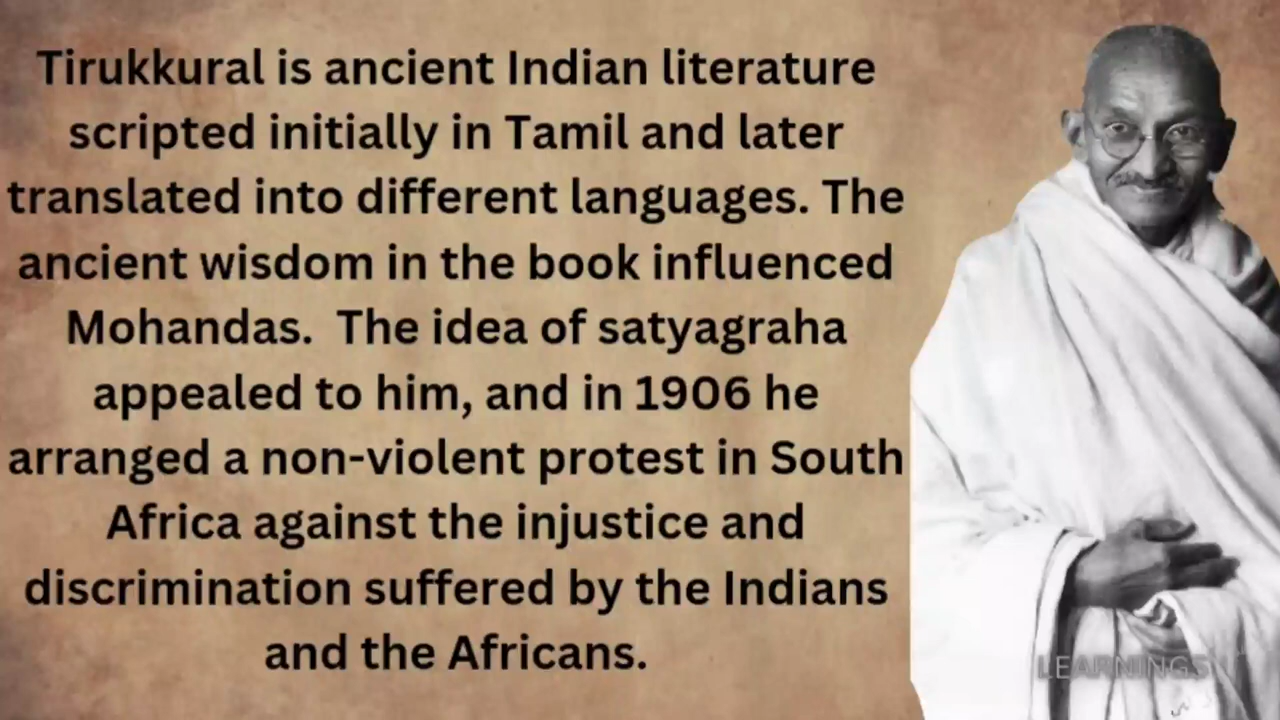 Tirukkural is ancient Indian literature
scripted initially in Tamil and later
translated into different languages. The
ancient wisdom in the book influenced
Mohandas.  The idea of satyagraha
appealed to him, and in 1906 he
arranged a non-violent protest in South
Africa against the injustice and
discrimination suffered by the Indians
and the Africans.
LEARNINGS